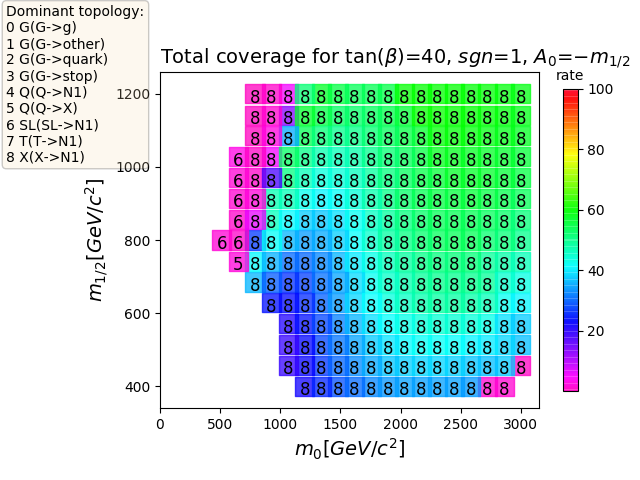 Dominant topology:
0 G(G->g)
1 G(G->other)
2 G(G->quark)
3 G(G->stop)
4 Q(Q->N1)
5 Q(Q->X)
6 SL(SL->N1)
7 T(T->N1)
8 X(X->N1)
Total coverage for tan(β)=40, sgn=1, A₀=−m₁/₂
rate
100
80
60
40
20
1200
1000
800
600
400
m₁/₂[GeV/c²]
8 8 8 8 8 8 8 8 8 8 8 8 8 8 8 8 8
8 8 8 8 8 8 8 8 8 8 8 8 8 8 8 8 8
8 8 8 8 8 8 8 8 8 8 8 8 8 8 8 8 8
6 8 8 8 8 8 8 8 8 8 8 8 8 8 8 8 8 8
6 8 8 8 8 8 8 8 8 8 8 8 8 8 8 8 8 8
6 8 8 8 8 8 8 8 8 8 8 8 8 8 8 8 8 8
6 8 8 8 8 8 8 8 8 8 8 8 8 8 8 8 8 8
6 6 8 8 8 8 8 8 8 8 8 8 8 8 8 8 8 8 8
5 8 8 8 8 8 8 8 8 8 8 8 8 8 8 8 8 8
8 8 8 8 8 8 8 8 8 8 8 8 8 8 8 8 8
8 8 8 8 8 8 8 8 8 8 8 8 8 8 8 8
8 8 8 8 8 8 8 8 8 8 8 8 8 8 8
8 8 8 8 8 8 8 8 8 8 8 8 8 8 8
8 8 8 8 8 8 8 8 8 8 8 8 8 8 8
8 8 8 8 8 8 8 8 8 8 8 8 8 8
0 500 1000 1500 2000 2500 3000
m₀[GeV/c²]